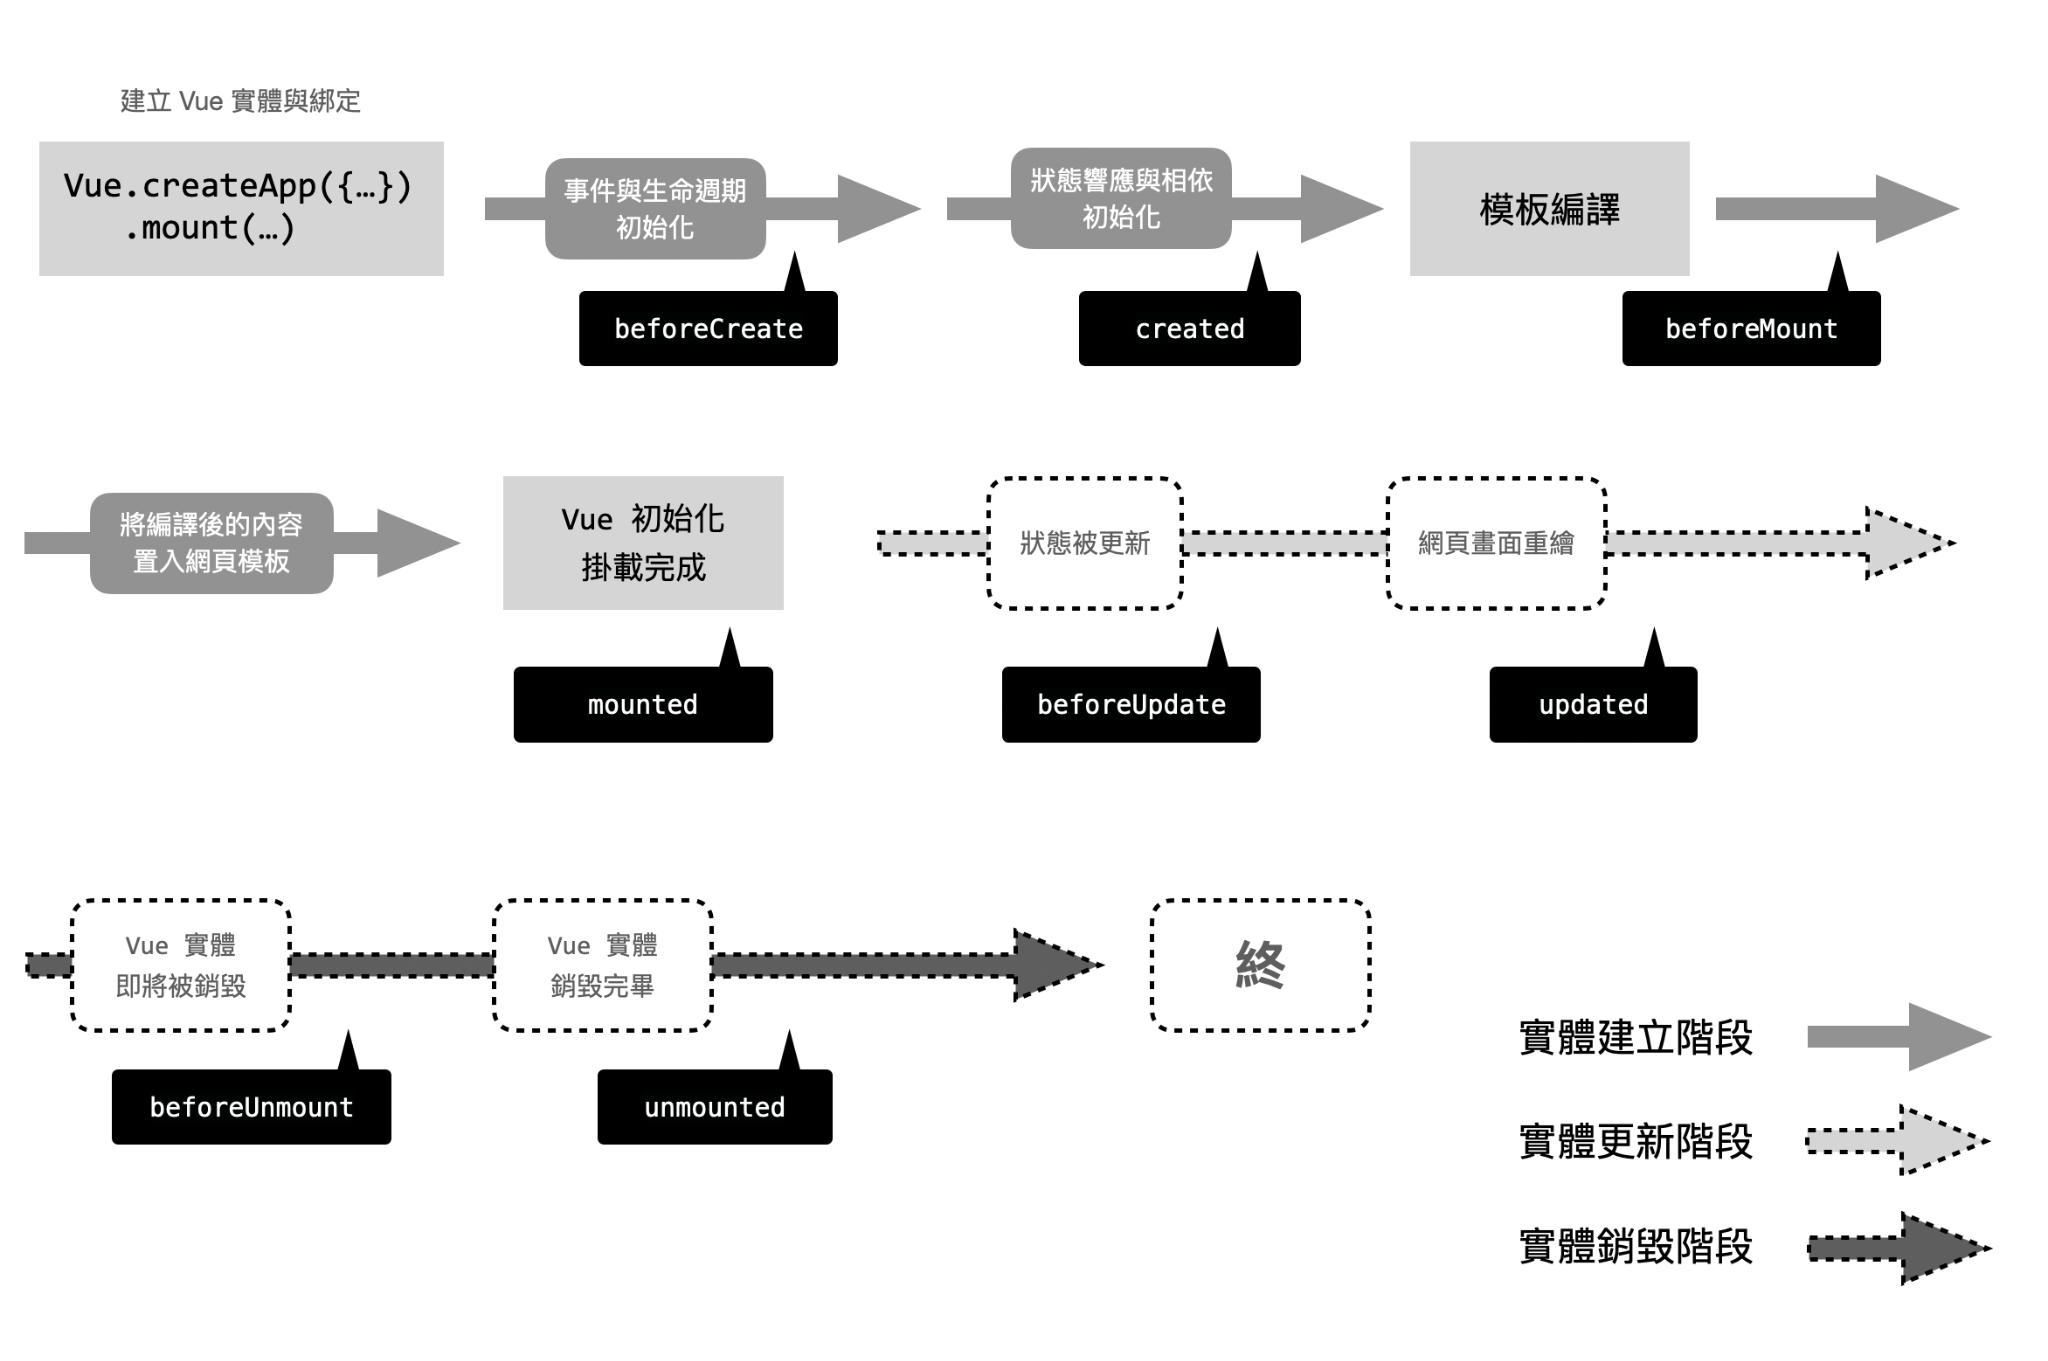 建立 Vue 實體與綁定
Vue.createApp({…})
.mount(…)
事件與生命週期
初始化
beforeCreate
狀態響應與相依
初始化
created
模板編譯
beforeMount
將編譯後的內容
置入網頁模板
Vue 初始化
掛載完成
mounted
狀態被更新
beforeUpdate
網頁畫面重繪
updated
Vue 實體
即將被銷毀
beforeUnmount
Vue 實體
銷毀完畢
unmounted
終
實體建立階段
實體更新階段
實體銷毀階段